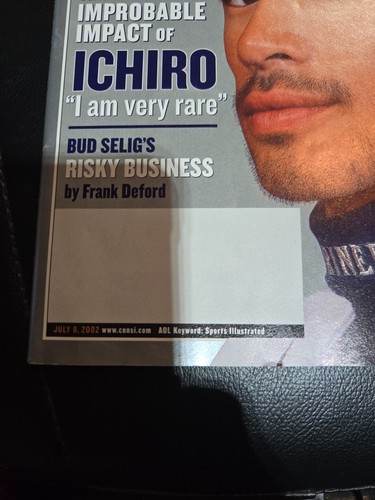 IMPROBABLE
IMPACT OF
ICHIRO
"I am very rare"
BUD SELIG'S
RISKY BUSINESS
by Frank Deford
JULY 8, 2002 www.cnnsi.com AOL Keyword: Sports Illustrated